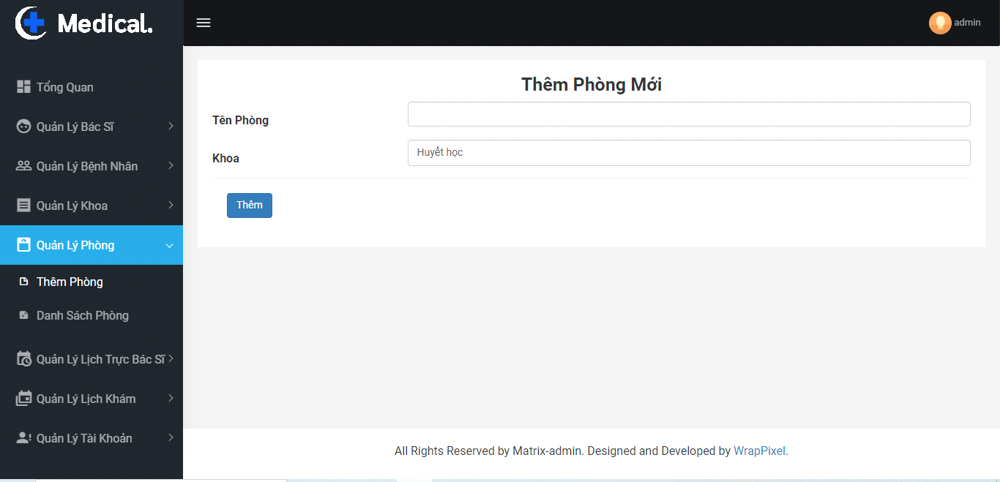 Medical.
admin
Tổng Quan
Quản Lý Bác Sĩ
Quản Lý Bệnh Nhân
Quản Lý Khoa
Quản Lý Phòng
Thêm Phòng
Danh Sách Phòng
Quản Lý Lịch Trực Bác Sĩ
Quản Lý Lịch Khám
Quản Lý Tài Khoản
Thêm Phòng Mới
Tên Phòng
Khoa
Huyết học
Thêm
All Rights Reserved by Matrix-admin. Designed and Developed by WrapPixel.